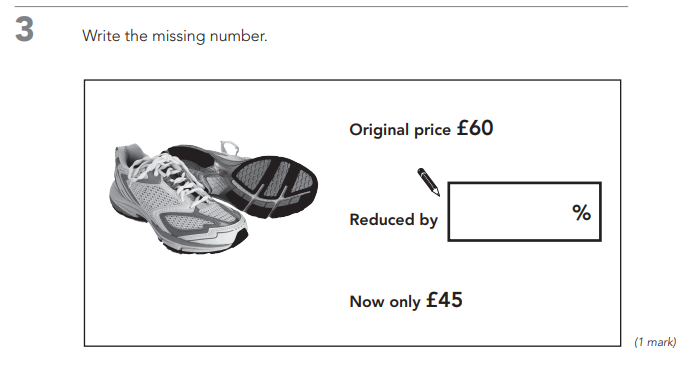 3
Write the missing number.
Original price £60
Reduced by %
Now only £45
(1 mark)